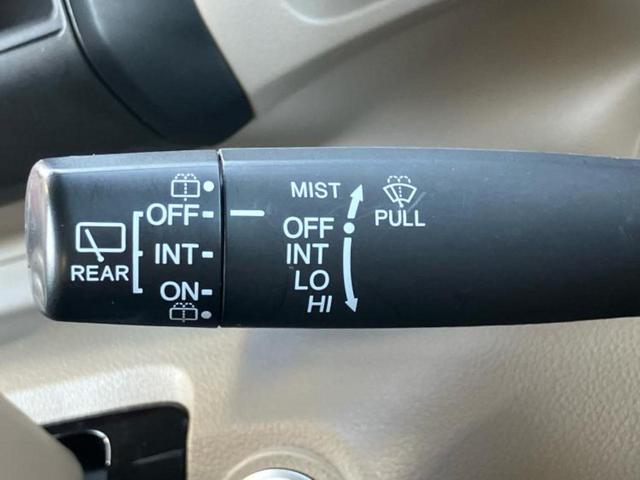 REAR
OFF
INT
ON
MIST
OFF
INT
LO
HI
PULL